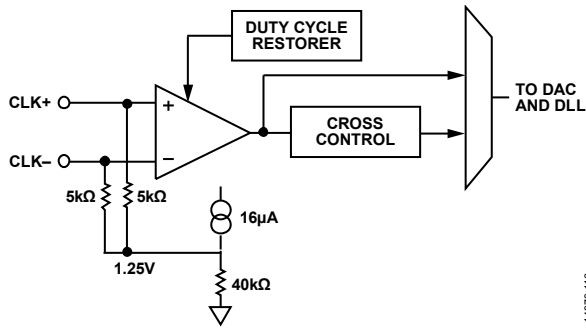 DUTY CYCLE
RESTORER
CLK+
+
TO DAC
AND DLL
CROSS
CONTROL
CLK–
–
5kΩ
5kΩ
16µA
1.25V
40kΩ